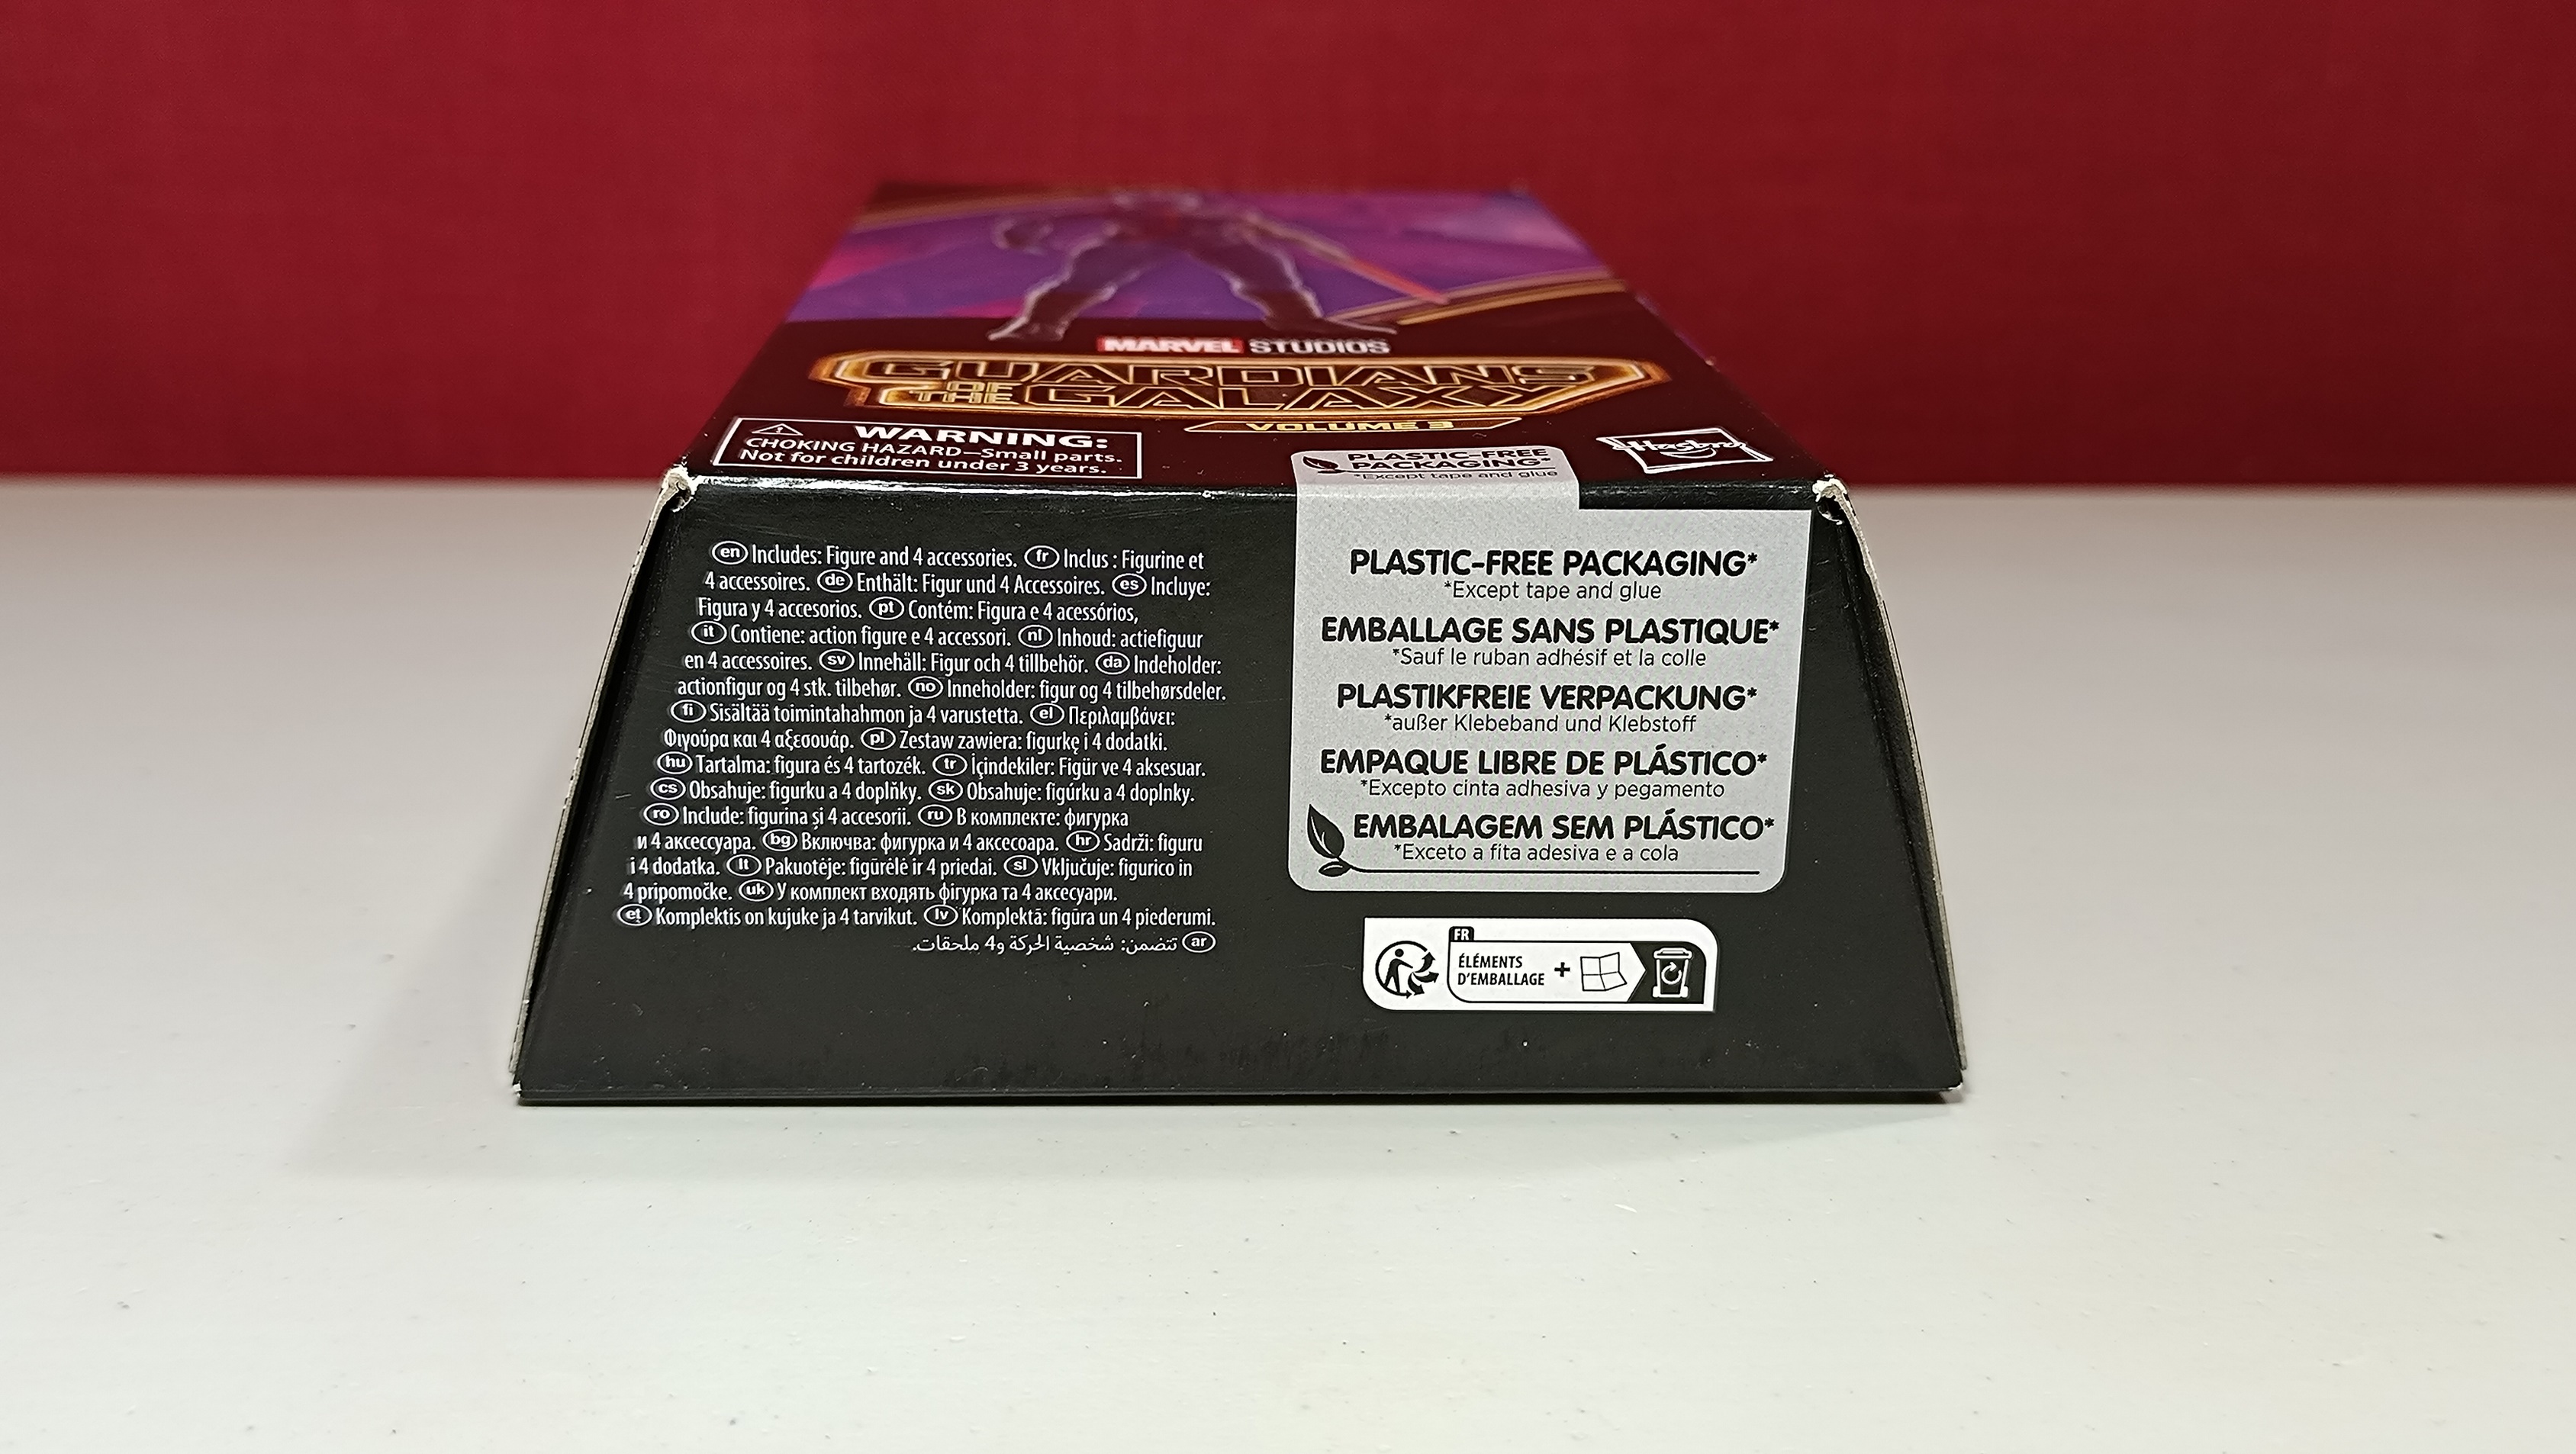 MARVEL STUDIOS
GUARDIANS
OF THE GALAXY
VOLUME 3
WARNING:
CHOKING HAZARD—Small parts.
Not for children under 3 years.
PLASTIC-FREE
PACKAGING*
*Except tape and glue
Hasbro
en Includes: Figure and 4 accessories. fr Inclus : Figurine et
4 accessoires. de Enthält: Figur und 4 Accessoires. es Incluye:
Figura y 4 accesorios. pt Contém: Figura e 4 acessórios,
it Contiene: action figure e 4 accessori. nl Inhoud: actiefiguur
en 4 accessoires. sv Innehåll: Figur och 4 tillbehör. da Indeholder:
actionfigur og 4 stk. tilbehør. no Inneholder: figur og 4 tilbehørsdeler.
fi Sisältää toimintahahmon ja 4 varustetta. el Περιλαμβάνει:
Φιγούρα και 4 αξεσουάρ. pl Zestaw zawiera: figurkę i 4 dodatki.
hu Tartalma: figura és 4 tartozék. tr İçindekiler: Figür ve 4 aksesuar.
cs Obsahuje: figurku a 4 doplňky. sk Obsahuje: figúrku a 4 doplnky.
ro Include: figurina și 4 accesorii. ru В комплекте: фигурка
и 4 аксессуара. bg Включва: фигурка и 4 аксесоара. hr Sadrži: figuru
i 4 dodatka. lt Pakuotėje: figūrėlė ir 4 priedai. sl Vključuje: figurico in
4 pripomočke. uk У комплект входять фігурка та 4 аксесуари.
et Komplektis on kujuke ja 4 tarvikut. lv Komplektā: figūra un 4 piederumi.
ar تتضمن: شخصية الحركة و4 ملحقات.
PLASTIC-FREE PACKAGING*
*Except tape and glue
EMBALLAGE SANS PLASTIQUE*
*Sauf le ruban adhésif et la colle
PLASTIKFREIE VERPACKUNG*
*außer Klebeband und Klebstoff
EMPAQUE LIBRE DE PLÁSTICO*
*Excepto cinta adhesiva y pegamento
EMBALAGEM SEM PLÁSTICO*
*Exceto a fita adesiva e a cola
FR
ÉLÉMENTS
D'EMBALLAGE +